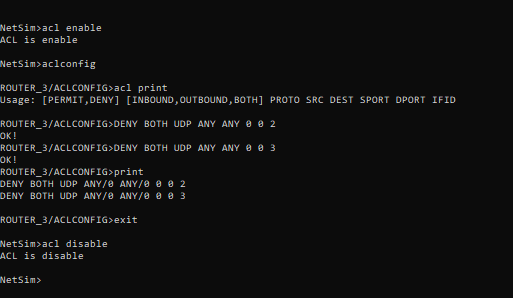 NetSim>acl enable
ACL is enable
NetSim>aclconfig
ROUTER_3/ACLCONFIG>acl print
Usage: [PERMIT,DENY] [INBOUND,OUTBOUND,BOTH] PROTO SRC DEST SPORT DPORT IFID
ROUTER_3/ACLCONFIG>DENY BOTH UDP ANY ANY 0 0 2
OK!
ROUTER_3/ACLCONFIG>DENY BOTH UDP ANY ANY 0 0 3
OK!
ROUTER_3/ACLCONFIG>print
DENY BOTH UDP ANY/0 ANY/0 0 0 2
DENY BOTH UDP ANY/0 ANY/0 0 0 3
ROUTER_3/ACLCONFIG>exit
NetSim>acl disable
ACL is disable
NetSim>